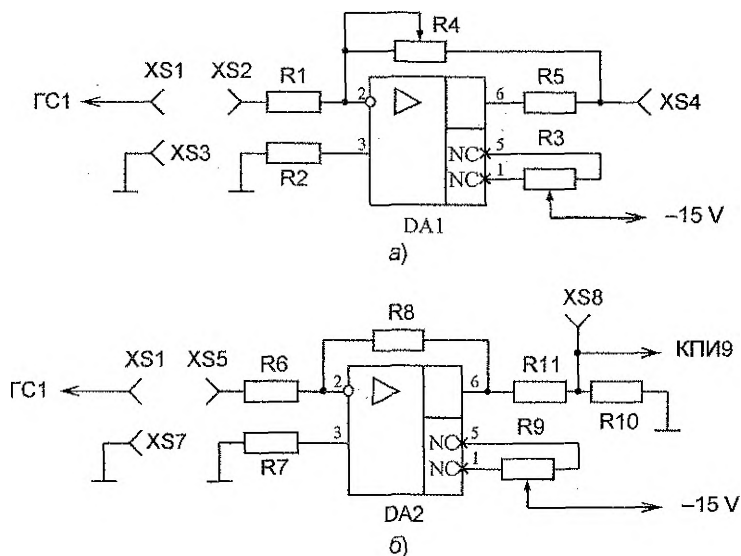 R4
XS1 XS2 R1 2 6 R5
ГС1 XS4
XS3 3 NC 5 R3
R2 NC 1
DA1 –15 V
а)
XS8
R8
XS1 XS5 R6 2 6 R11 КПИ9
ГС1
R10
XS7 3 NC 5 R9
R7 NC 1
DA2 –15 V
б)